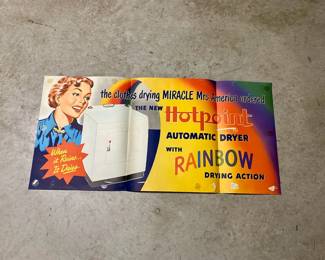 the clothes drying MIRACLE Mrs. America ordered
THE NEW
Hotpoint
AUTOMATIC DRYER
WITH
RAINBOW
DRYING ACTION
When
it Rains...
It Dries